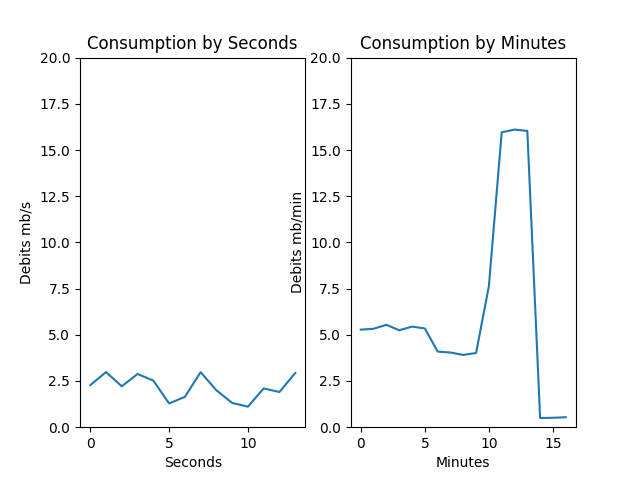 Consumption by Seconds
20.0
17.5
15.0
12.5
10.0
7.5
5.0
2.5
0.0
Debits mb/s
0 5 10
Seconds
Consumption by Minutes
20.0
17.5
15.0
12.5
10.0
7.5
5.0
2.5
0.0
Debits mb/min
0 5 10 15
Minutes